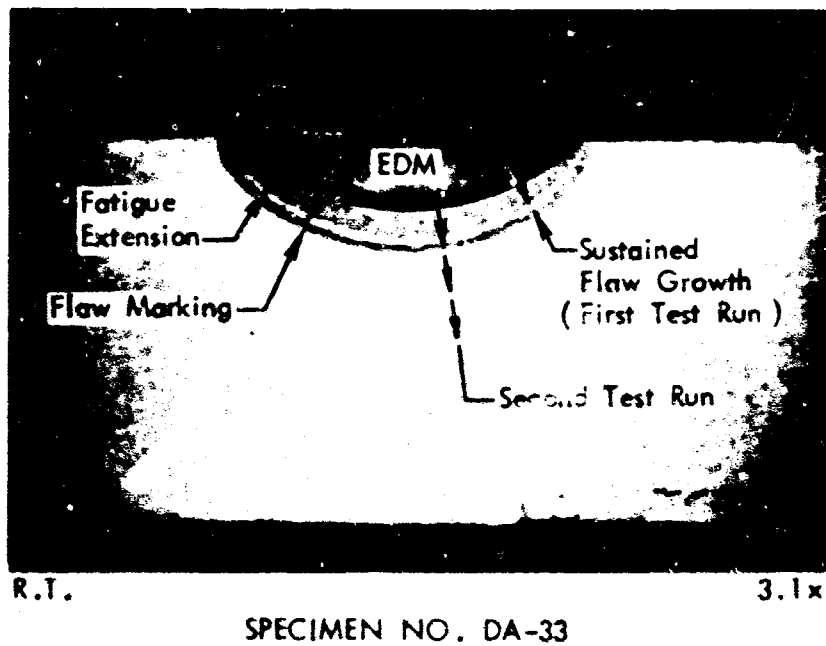 EDM
Fatigue
Extension
Flaw Marking
Sustained
Flaw Growth
(First Test Run)
Second Test Run
R.T.
3.1x
SPECIMEN NO. DA-33